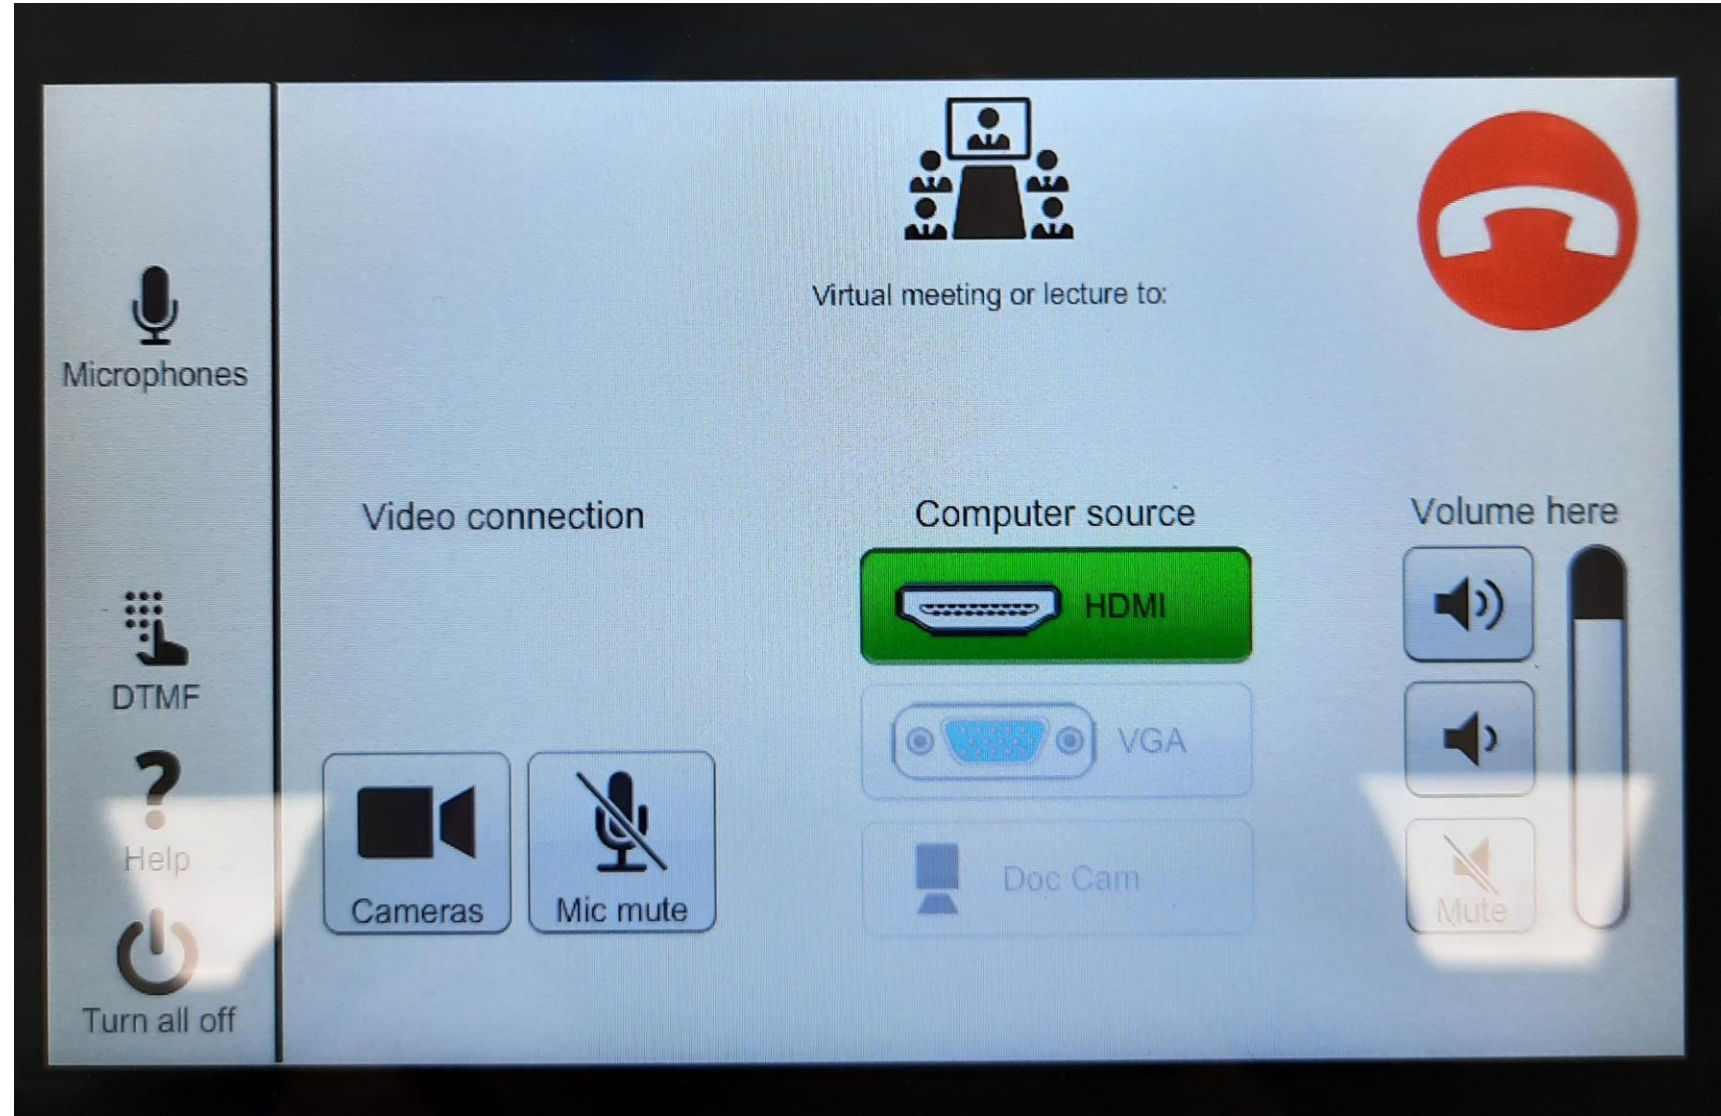 Microphones
DTMF
Help
Turn all off
Virtual meeting or lecture to:
Video connection
Cameras
Mic mute
Computer source
HDMI
VGA
Doc Cam
Volume here
Mute